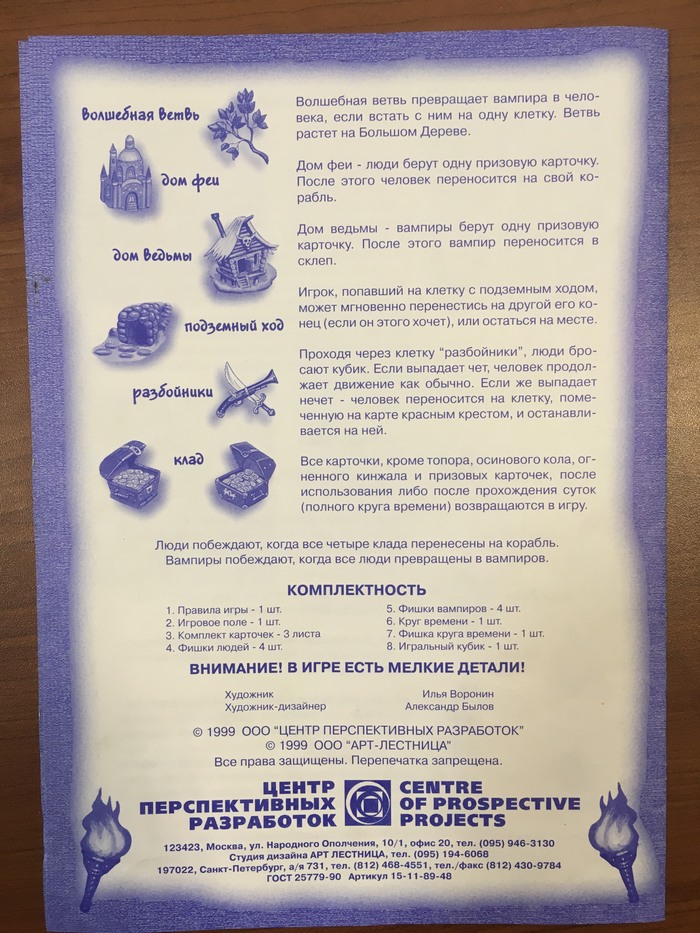 волшебная ветвь
Волшебная ветвь превращает вампира в чело-
века, если встать с ним на одну клетку. Ветвь
растет на Большом Дереве.
дом феи
Дом феи - люди берут одну призовую карточку.
После этого человек переносится на свой ко-
рабль.
дом ведьмы
Дом ведьмы - вампиры берут одну призовую
карточку. После этого вампир переносится в
склеп.
подземный ход
Игрок, попавший на клетку с подземным ходом,
может мгновенно перенестись на другой его ко-
нец (если он этого хочет), или остаться на месте.
разбойники
Проходя через клетку “разбойники”, люди бро-
сают кубик. Если выпадает чет, человек продол-
жает движение как обычно. Если же выпадает
нечет - человек переносится на клетку, поме-
ченную на карте красным крестом, и останавли-
вается на ней.
клад
Все карточки, кроме топора, осинового кола, ог-
ненного кинжала и призовых карточек, после
использования либо после прохождения суток
(полного круга времени) возвращаются в игру.
Люди побеждают, когда все четыре клада перенесены на корабль.
Вампиры побеждают, когда все люди превращены в вампиров.
КОМПЛЕКТНОСТЬ
1. Правила игры - 1 шт.
2. Игровое поле - 1 шт.
3. Комплект карточек - 3 листа
4. Фишки людей - 4 шт.
5. Фишки вампиров - 4 шт.
6. Круг времени - 1 шт.
7. Фишка круга времени - 1 шт.
8. Игральный кубик - 1 шт.
ВНИМАНИЕ! В ИГРЕ ЕСТЬ МЕЛКИЕ ДЕТАЛИ!
Художник Илья Воронин
Художник-дизайнер Александр Былов
© 1999 ООО “ЦЕНТР ПЕРСПЕКТИВНЫХ РАЗРАБОТОК”
© 1999 ООО “АРТ-ЛЕСТНИЦА”
Все права защищены. Перепечатка запрещена.
ЦЕНТР
ПЕРСПЕКТИВНЫХ
РАЗРАБОТОК
CENTRE
OF PROSPECTIVE
PROJECTS
123423, Москва, ул. Народного Ополчения, 10/1, офис 20, тел. (095) 946-3130
Студия дизайна АРТ ЛЕСТНИЦА, тел. (095) 194-6068
197022, Санкт-Петербург, а/я 731, тел. (812) 468-4551, тел./факс (812) 430-9784
ГОСТ 25779-90 Артикул 15-11-89-48